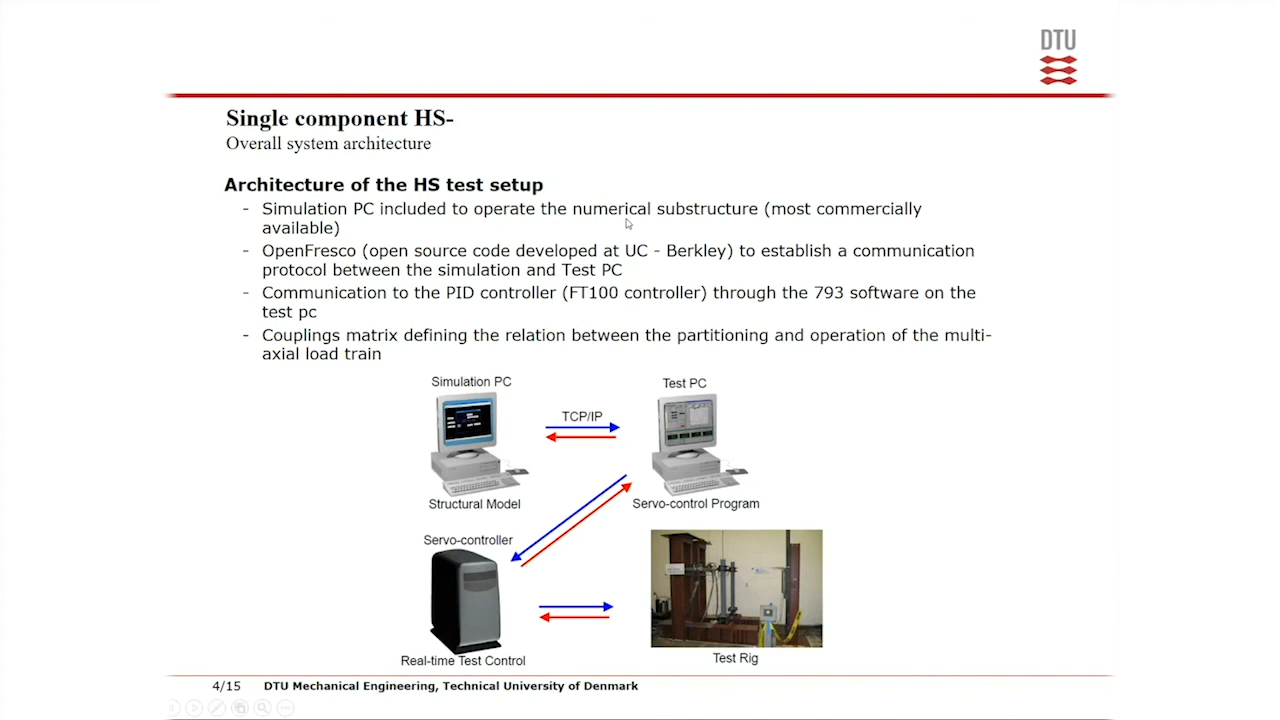 DTU
Single component HS-
Overall system architecture
Architecture of the HS test setup
- Simulation PC included to operate the numerical substructure (most commercially
available)
- OpenFresco (open source code developed at UC - Berkley) to establish a communication
protocol between the simulation and Test PC
- Communication to the PID controller (FT100 controller) through the 793 software on the
test pc
- Couplings matrix defining the relation between the partitioning and operation of the multi-
axial load train
Simulation PC
Test PC
TCP/IP
Structural Model
Servo-control Program
Servo-controller
Real-time Test Control
Test Rig
4/15 DTU Mechanical Engineering, Technical University of Denmark